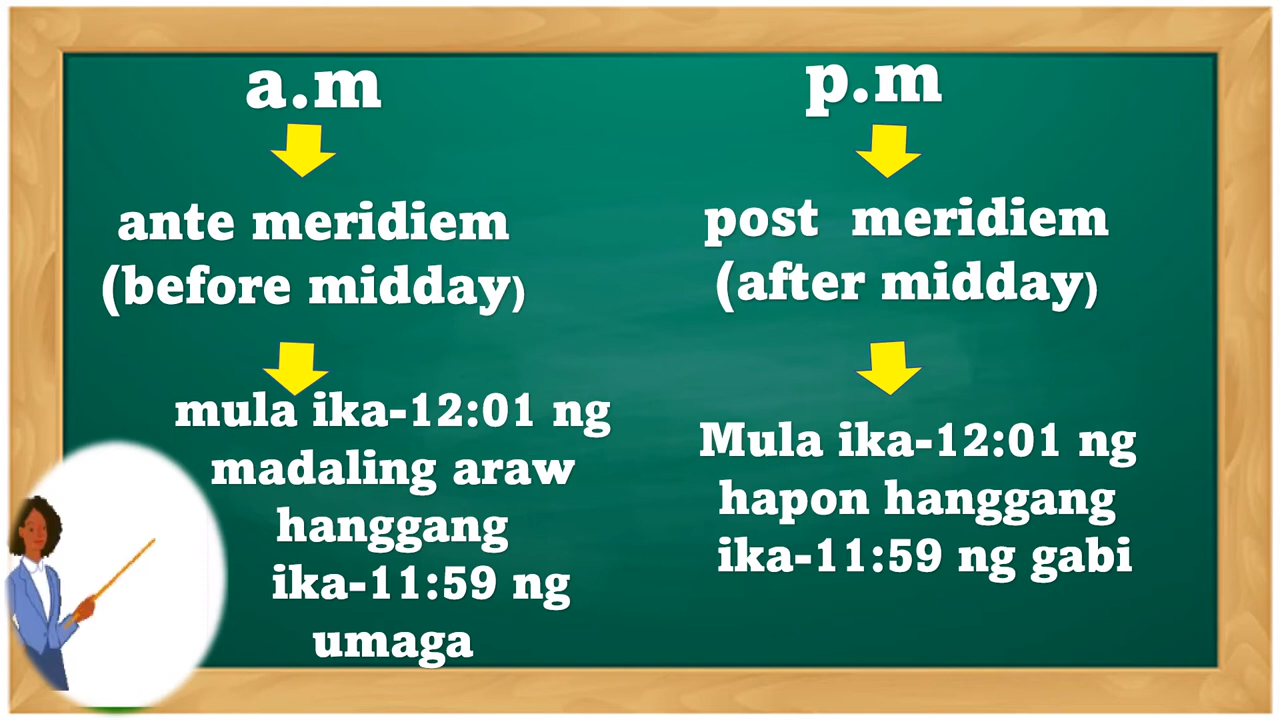 a.m
ante meridiem
(before midday)
mula ika-12:01 ng
madaling araw
hanggang
ika-11:59 ng
umaga
p.m
post meridiem
(after midday)
Mula ika-12:01 ng
hapon hanggang
ika-11:59 ng gabi